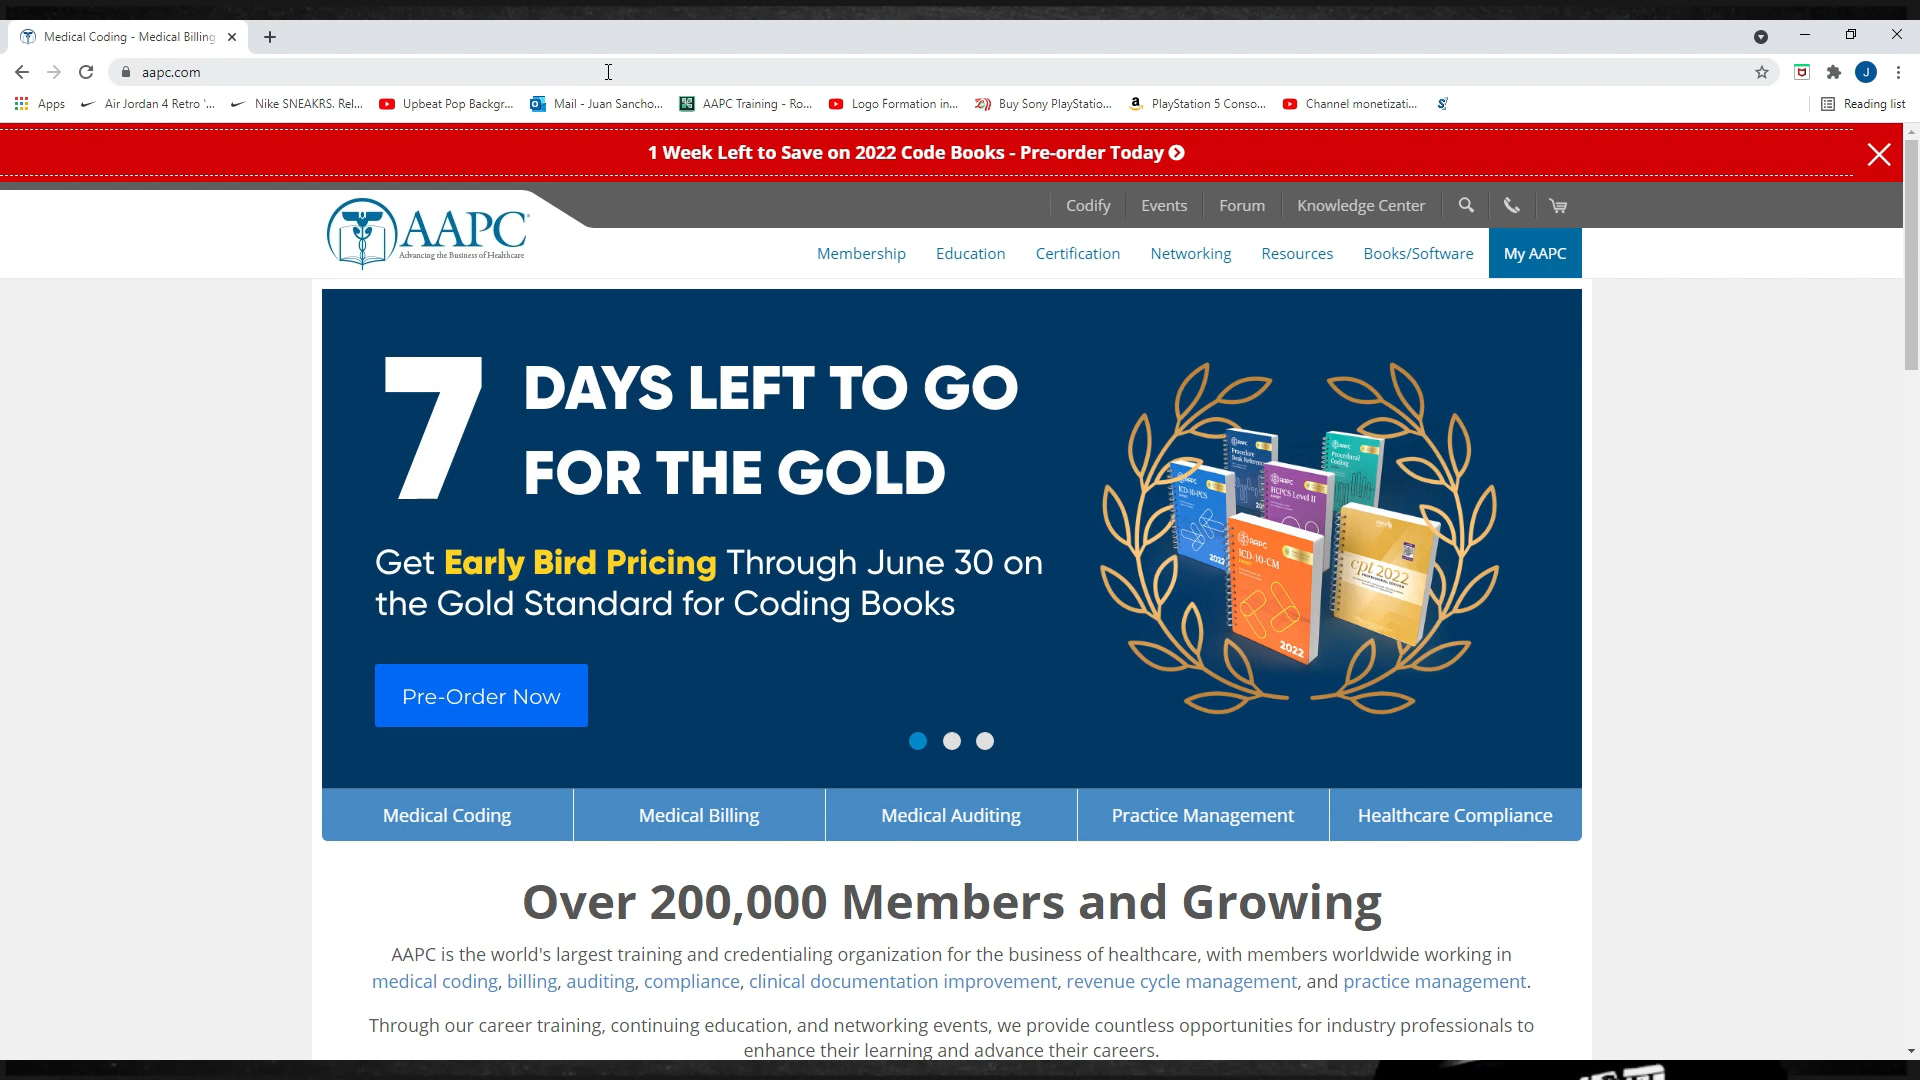 Medical Coding - Medical Billing
aapc.com
J
Apps
Air Jordan 4 Retro '...
Nike SNEAKRS. Rel...
Upbeat Pop Backgr...
Mail - Juan Sancho...
AAPC Training - Ro...
Logo Formation in...
Buy Sony PlayStatio...
PlayStation 5 Conso...
Channel monetizati...
Reading list
1 Week Left to Save on 2022 Code Books - Pre-order Today
Codify
Events
Forum
Knowledge Center
AAPC
Advancing the Business of Healthcare
Membership
Education
Certification
Networking
Resources
Books/Software
My AAPC
7 DAYS LEFT TO GO
FOR THE GOLD
Get Early Bird Pricing Through June 30 on
the Gold Standard for Coding Books
Procedure
Desk Reference
Procedural
Coding
ICD-10-PCS
HCPCS Level II
ICD-10-CM
cpt 2022
2022
2022
Pre-Order Now
Medical Coding
Medical Billing
Medical Auditing
Practice Management
Healthcare Compliance
Over 200,000 Members and Growing
AAPC is the world's largest training and credentialing organization for the business of healthcare, with members worldwide working in
medical coding, billing, auditing, compliance, clinical documentation improvement, revenue cycle management, and practice management.
Through our career training, continuing education, and networking events, we provide countless opportunities for industry professionals to
enhance their learning and advance their careers.